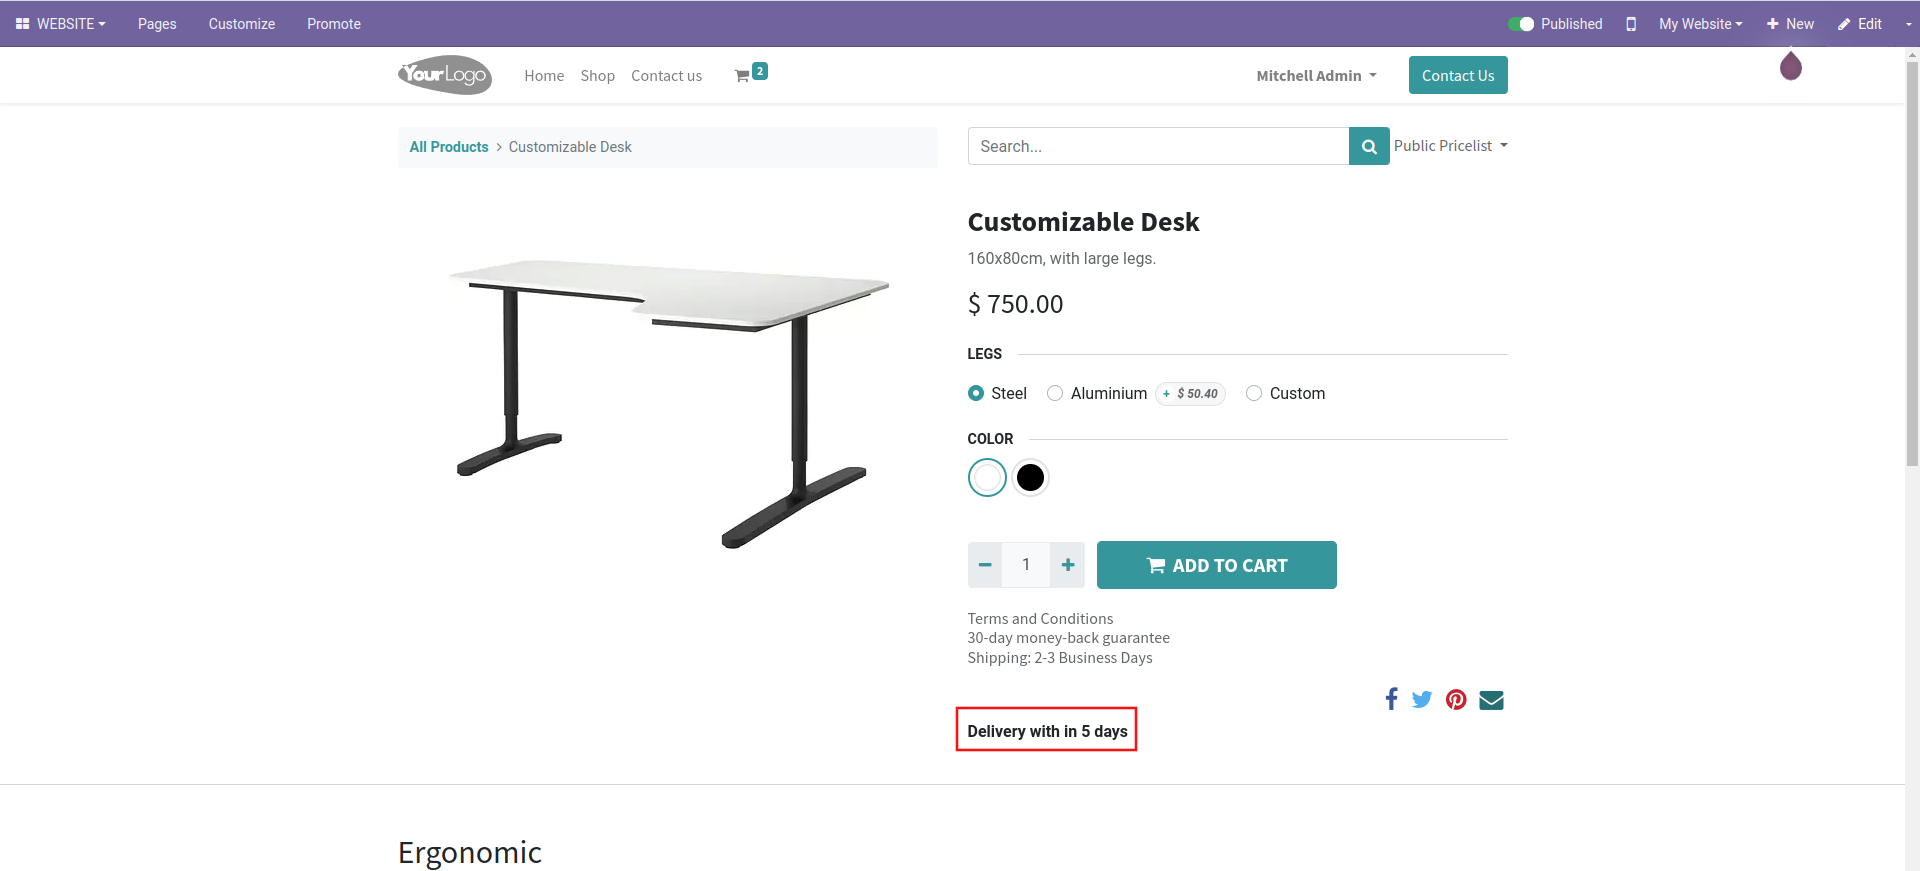 WEBSITE Pages Customize Promote Published My Website New Edit
YourLogo Home Shop Contact us 2 Mitchell Admin Contact Us
All Products > Customizable Desk
Search... Public Pricelist
Customizable Desk
160x80cm, with large legs.
$ 750.00
LEGS
Steel Aluminium + $ 50.40 Custom
COLOR
1 ADD TO CART
Terms and Conditions
30-day money-back guarantee
Shipping: 2-3 Business Days
Delivery with in 5 days
Ergonomic